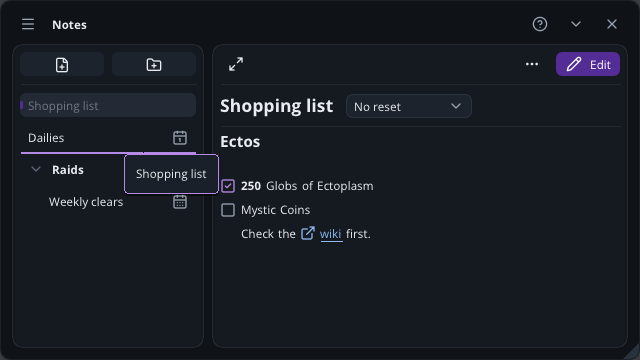 Notes
Edit
Shopping list
Dailies
Raids
Shopping list
Weekly clears
Shopping list
No reset
Ectos
250 Globs of Ectoplasm
Mystic Coins
Check the wiki first.